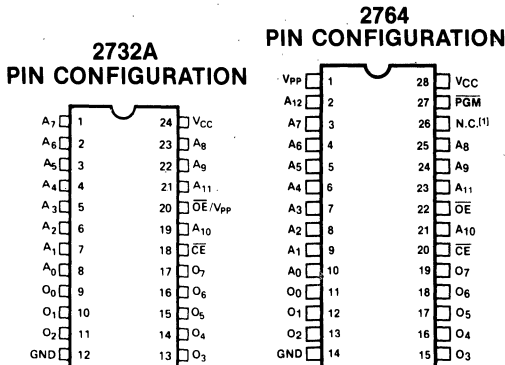 2732A
PIN CONFIGURATION
A7 1 24 VCC
A6 2 23 A8
A5 3 22 A9
A4 4 21 A11
A3 5 20 OE/VPP
A2 6 19 A10
A1 7 18 CE
A0 8 17 O7
O0 9 16 O6
O1 10 15 O5
O2 11 14 O4
GND 12 13 O3
2764
PIN CONFIGURATION
VPP 1 28 VCC
A12 2 27 PGM
A7 3 26 N.C.[1]
A6 4 25 A8
A5 5 24 A9
A4 6 23 A11
A3 7 22 OE
A2 8 21 A10
A1 9 20 CE
A0 10 19 O7
O0 11 18 O6
O1 12 17 O5
O2 13 16 O4
GND 14 15 O3